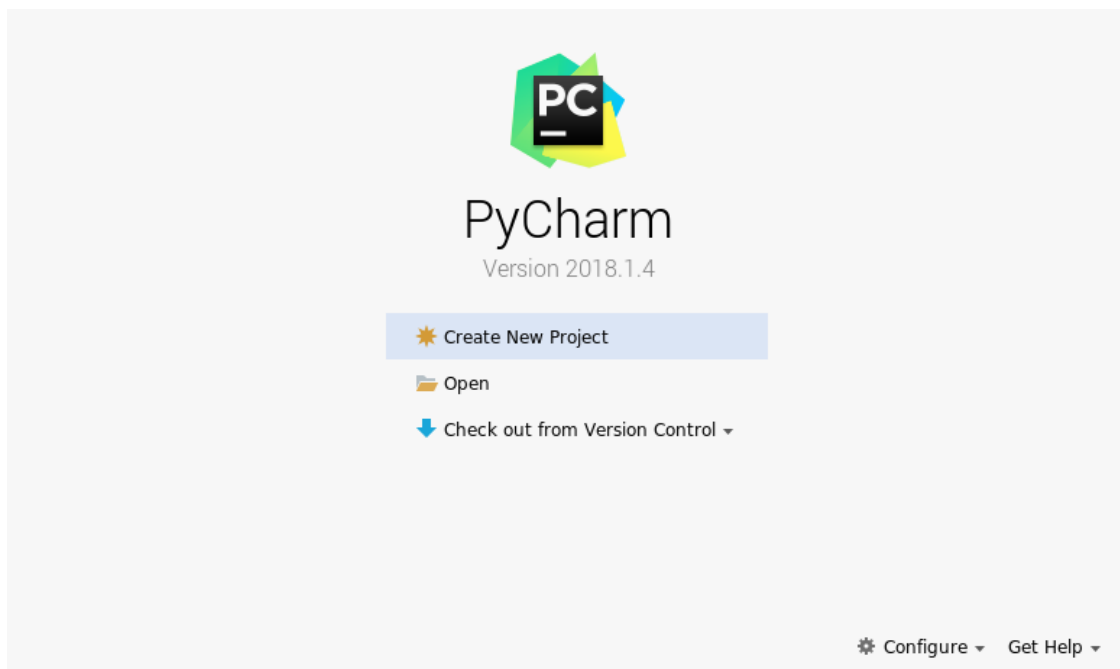 PC
PyCharm
Version 2018.1.4
Create New Project
Open
Check out from Version Control
Configure
Get Help